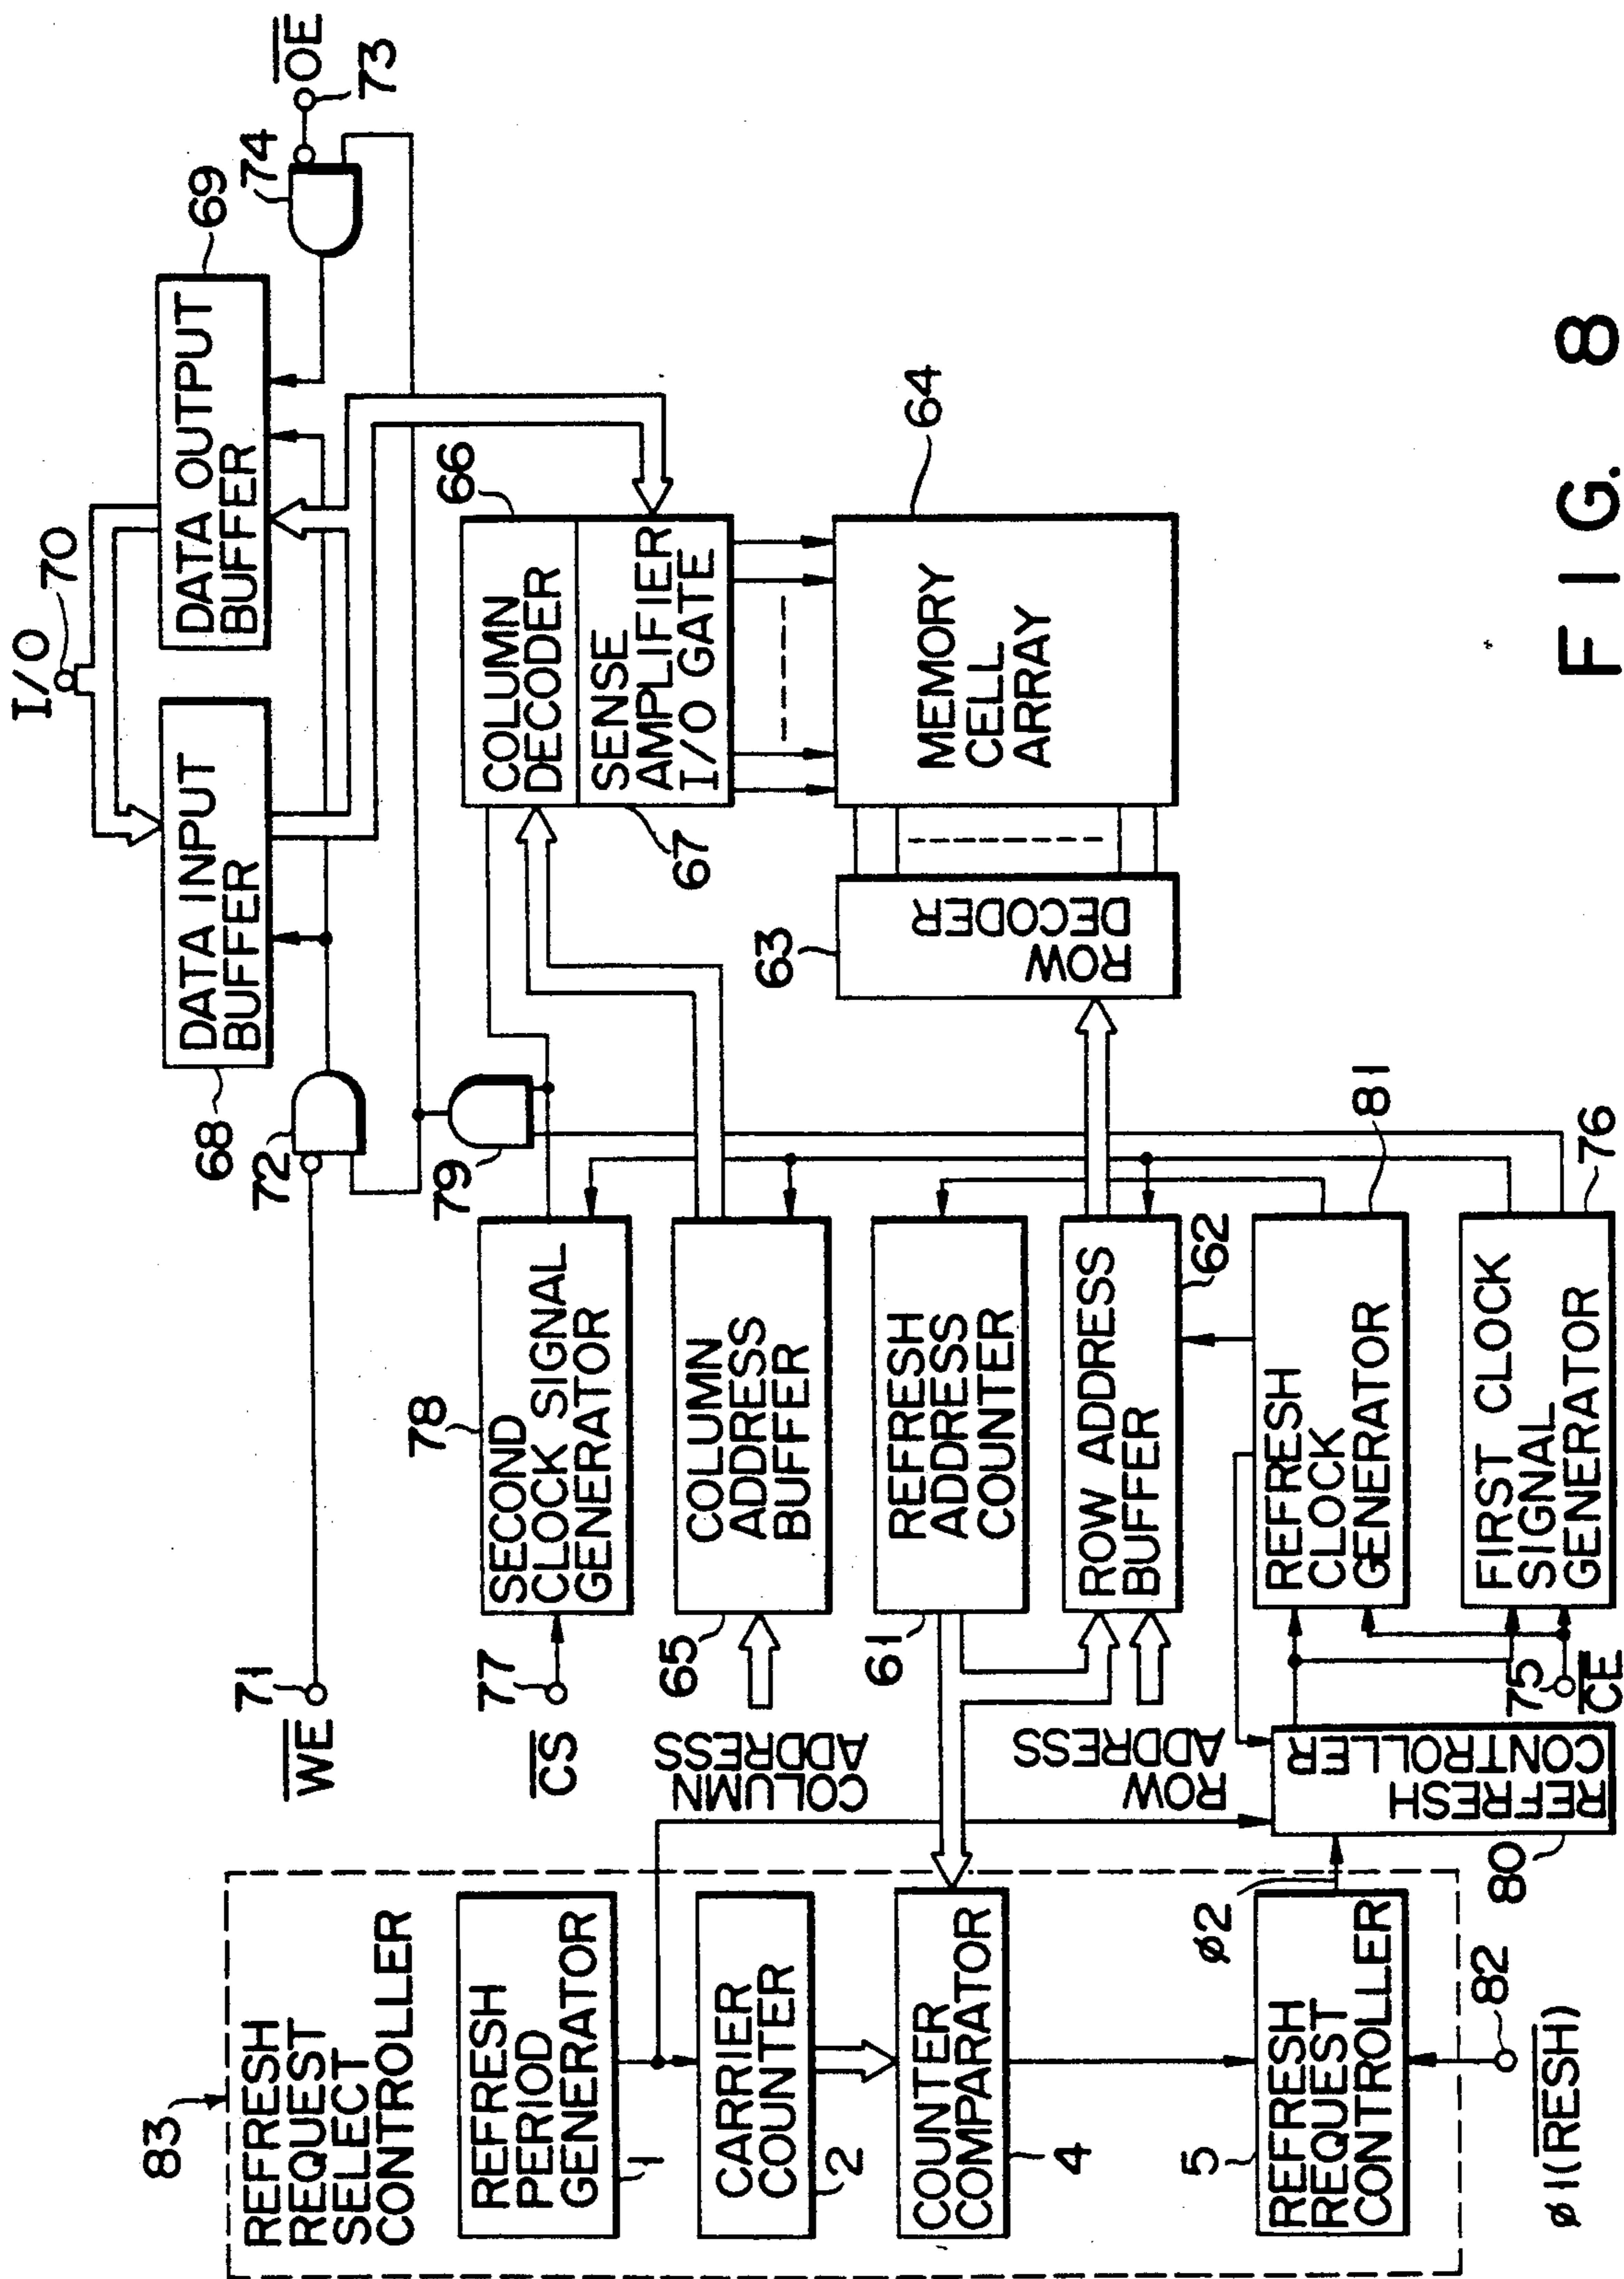 83
REFRESH
REQUEST
SELECT
CONTROLLER
REFRESH
PERIOD
GENERATOR
1
CARRIER
COUNTER
2
COUNTER
COMPARATOR
4
5
REFRESH
REQUEST
CONTROLLER
ø2
82
ø1(RESH)
71
WE
77
CS
COLUMN
ADDRESS
ROW
ADDRESS
REFRESH
CONTROLLER
80
75
CE
78
SECOND
CLOCK SIGNAL
GENERATOR
65
COLUMN
ADDRESS
BUFFER
61
REFRESH
ADDRESS
COUNTER
ROW ADDRESS
BUFFER
62
REFRESH
CLOCK
GENERATOR
81
FIRST CLOCK
SIGNAL
GENERATOR
76
72
79
68
DATA INPUT
BUFFER
I/O
70
DATA OUTPUT
BUFFER
69
74
OE
73
COLUMN
DECODER
66
SENSE
AMPLIFIER
I/O GATE
67
63
ROW
DECODER
MEMORY
CELL
ARRAY
64
FIG. 8